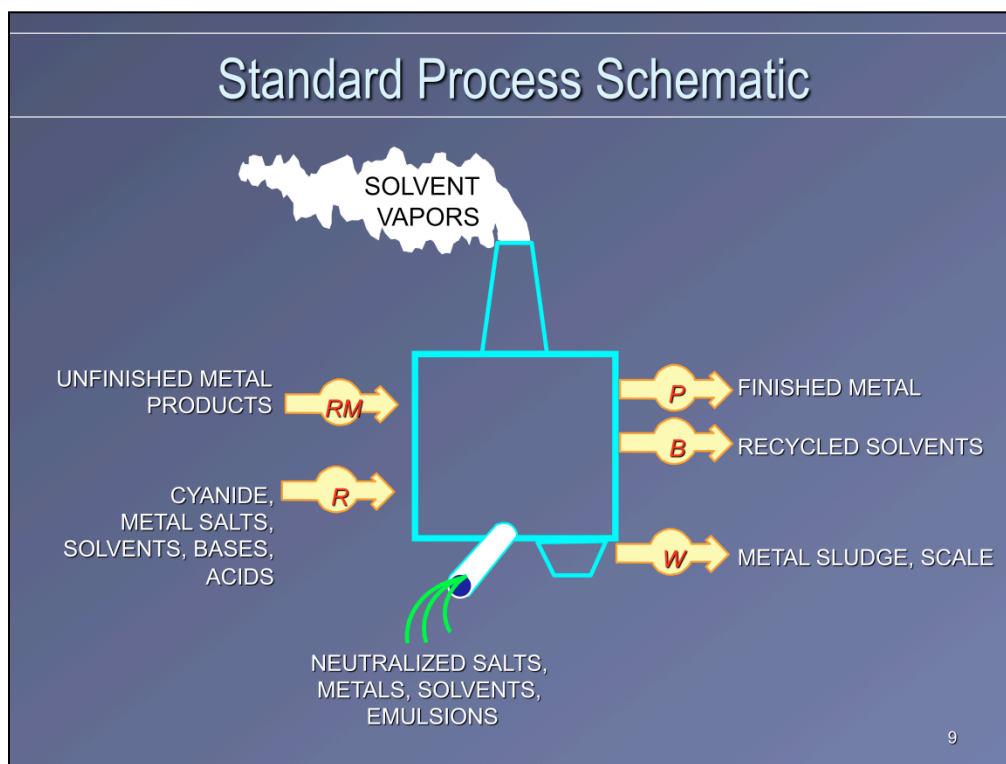 Standard Process Schematic
SOLVENT
VAPORS
UNFINISHED METAL
PRODUCTS
RM
P
FINISHED METAL
B
RECYCLED SOLVENTS
R
CYANIDE,
METAL SALTS,
SOLVENTS, BASES,
ACIDS
W
METAL SLUDGE, SCALE
NEUTRALIZED SALTS,
METALS, SOLVENTS,
EMULSIONS
9